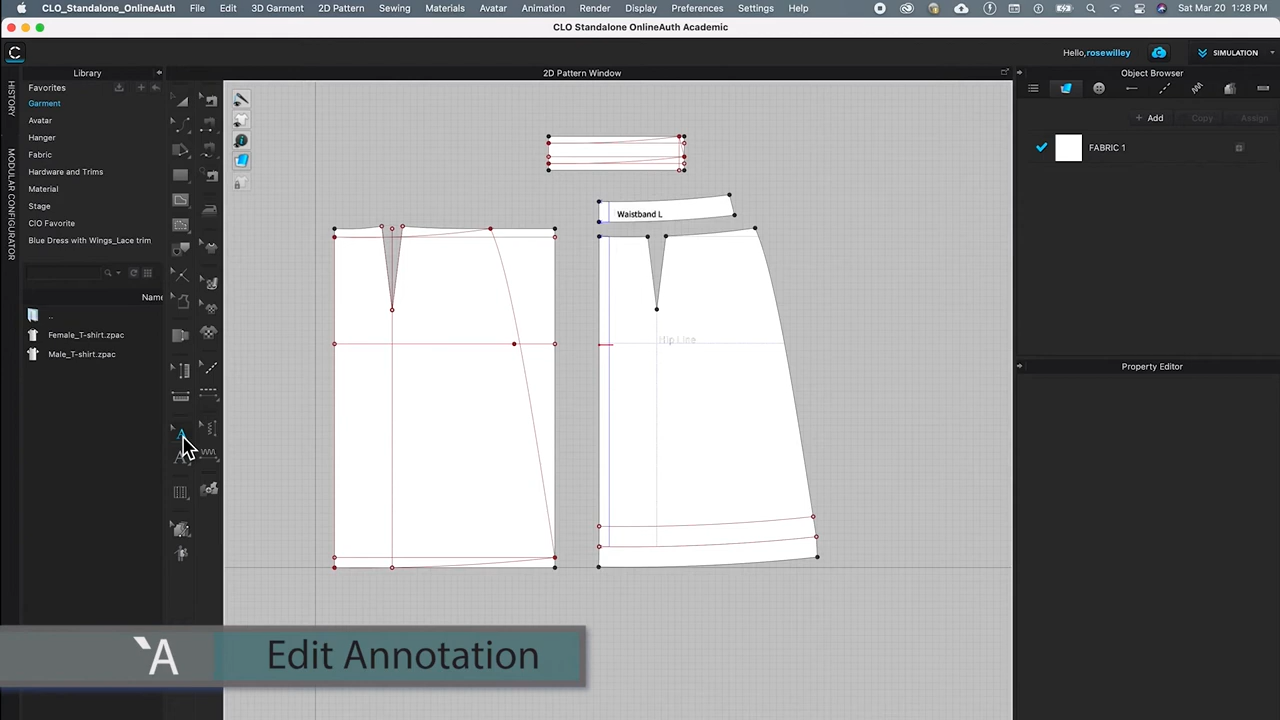 CLO_Standalone_OnlineAuth File Edit 3D Garment 2D Pattern Sewing Materials Avatar Animation Render Display Preferences Settings Help Sat Mar 20 1:28 PM
CLO Standalone OnlineAuth Academic
Hello, rosewilley SIMULATION
Library
2D Pattern Window
Object Browser
HISTORY
MODULAR CONFIGURATOR
Favorites
Garment
Avatar
Hanger
Fabric
Hardware and Trims
Material
Stage
ClO Favorite
Blue Dress with Wings_Lace trim
Name
..
Female_T-shirt.zpac
Male_T-shirt.zpac
Waistband L
Hip Line
+ Add Copy Assign
FABRIC 1
Property Editor
A Edit Annotation